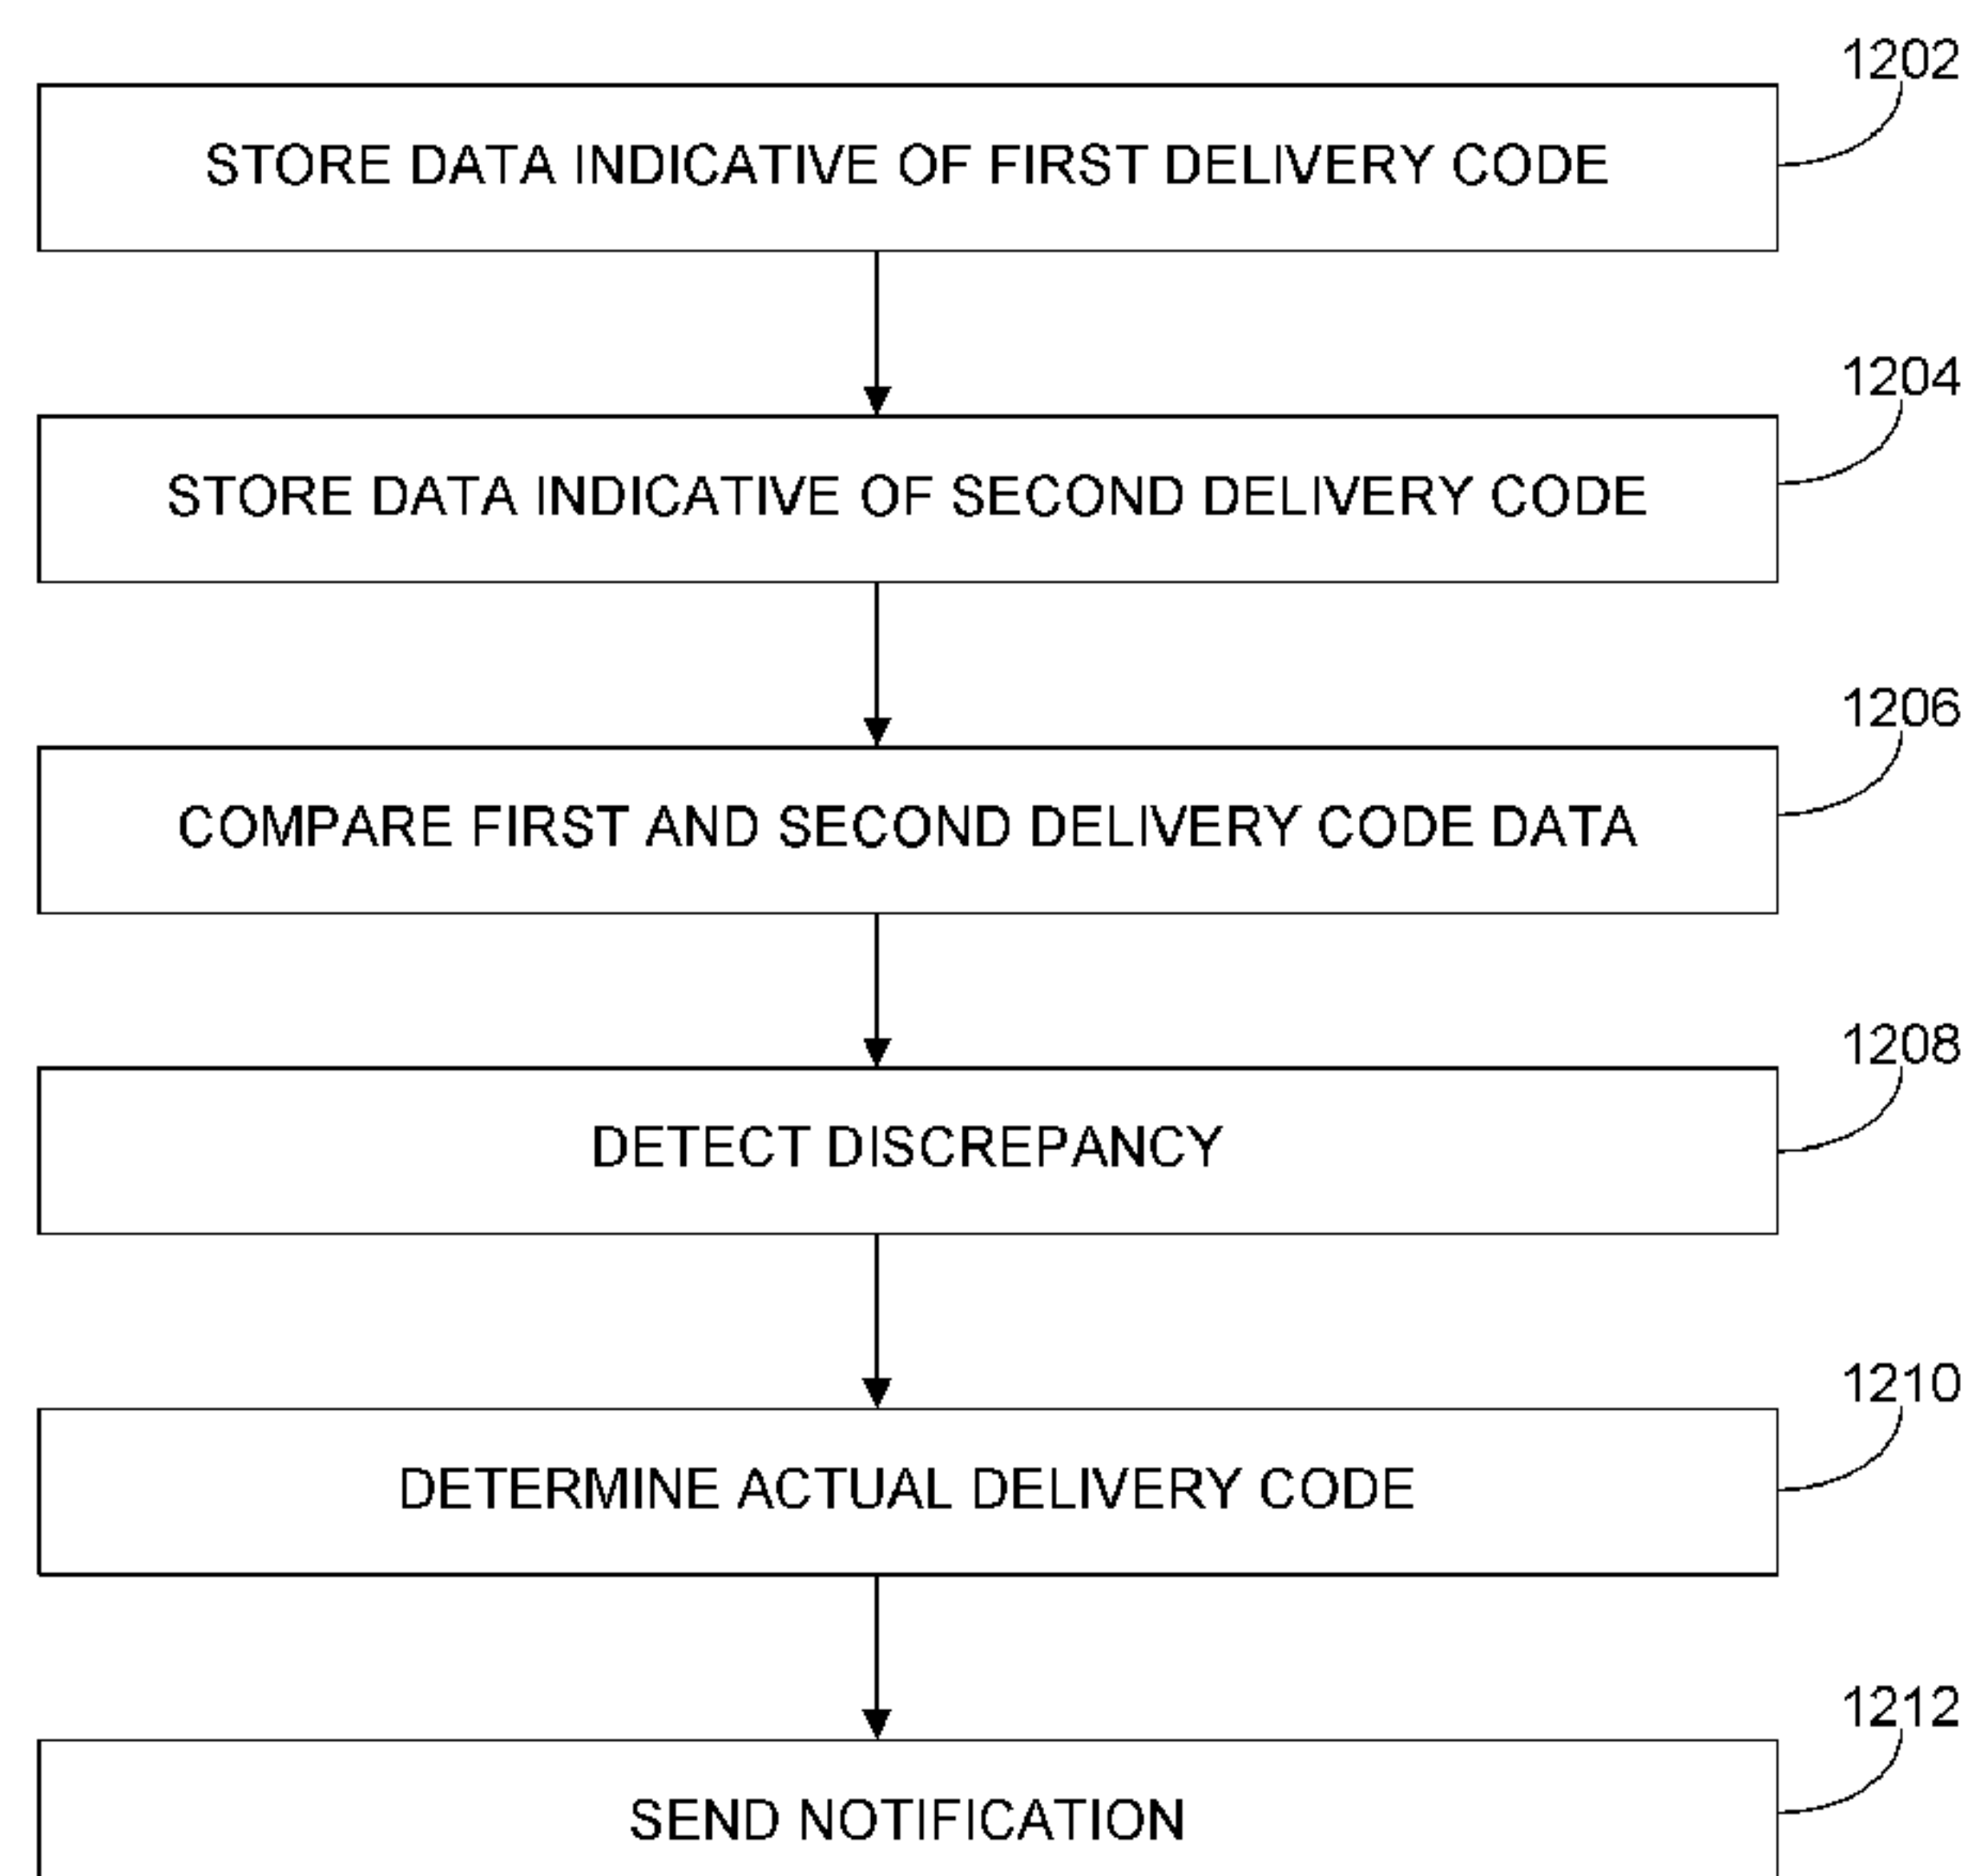 1202
STORE DATA INDICATIVE OF FIRST DELIVERY CODE
1204
STORE DATA INDICATIVE OF SECOND DELIVERY CODE
1206
COMPARE FIRST AND SECOND DELIVERY CODE DATA
1208
DETECT DISCREPANCY
1210
DETERMINE ACTUAL DELIVERY CODE
1212
SEND NOTIFICATION